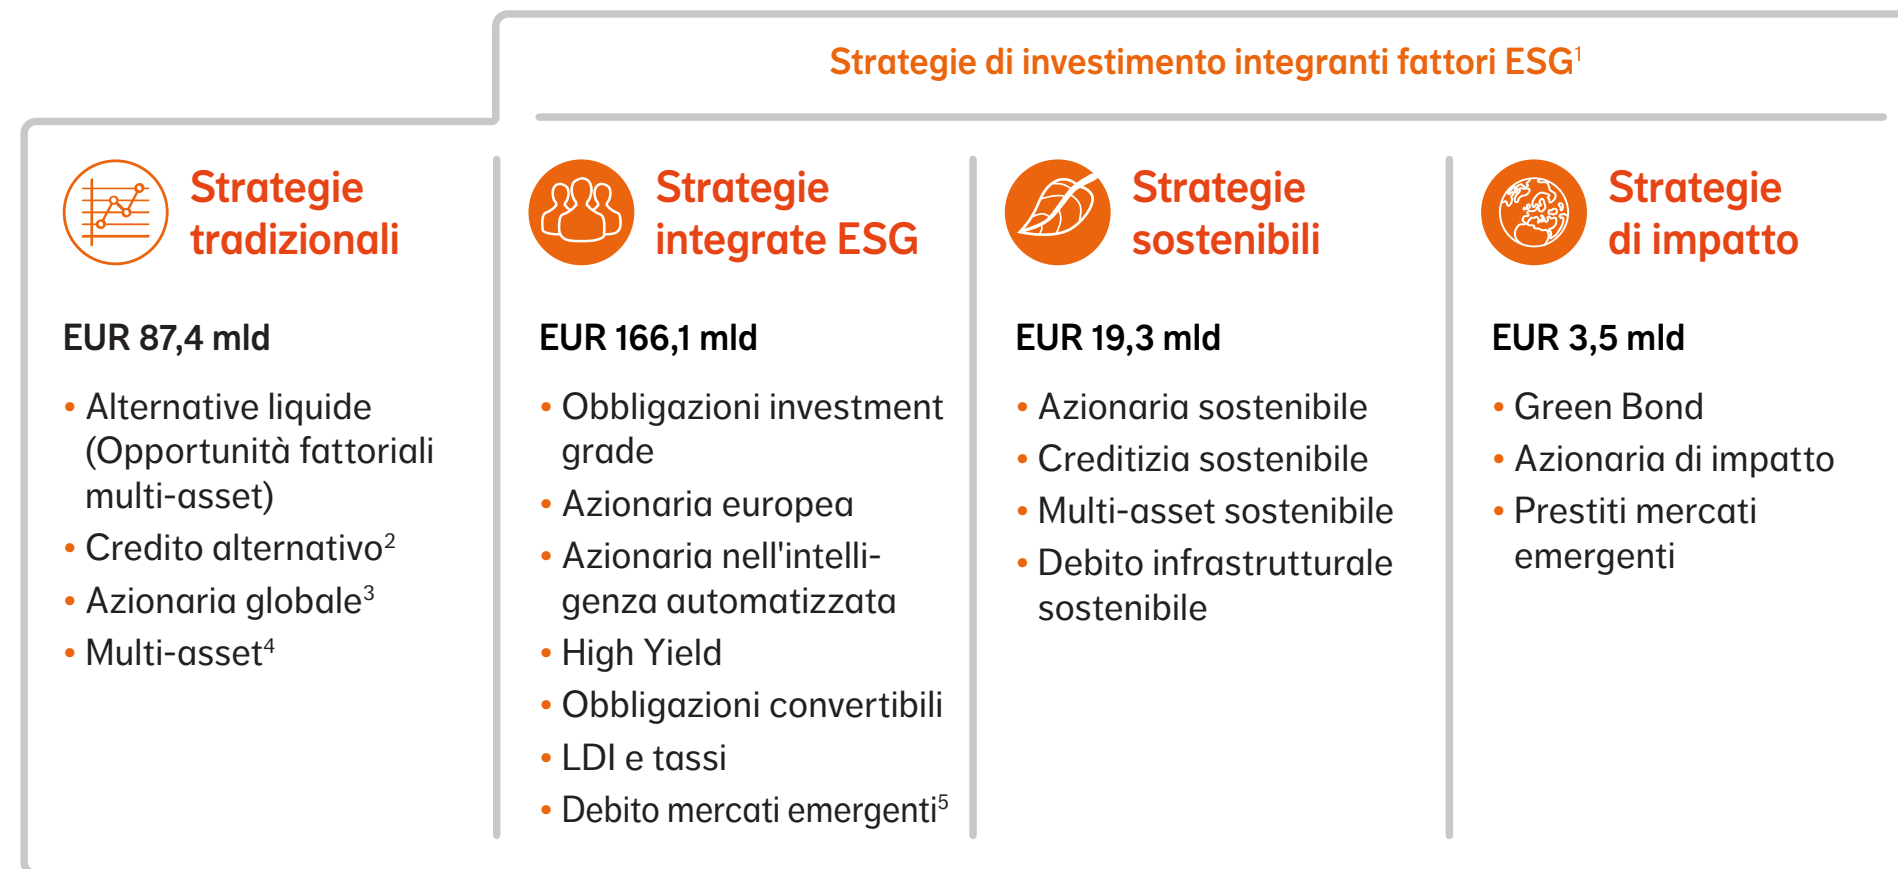 Strategie di investimento integranti fattori ESG¹
Strategie
tradizionali
EUR 87,4 mld
• Alternative liquide
(Opportunità fattoriali
multi-asset)
• Credito alternativo²
• Azionaria globale³
• Multi-asset⁴
Strategie
integrate ESG
EUR 166,1 mld
• Obbligazioni investment
grade
• Azionaria europea
• Azionaria nell'intelli-
genza automatizzata
• High Yield
• Obbligazioni convertibili
• LDI e tassi
• Debito mercati emergenti⁵
Strategie
sostenibili
EUR 19,3 mld
• Azionaria sostenibile
• Creditizia sostenibile
• Multi-asset sostenibile
• Debito infrastrutturale
sostenibile
Strategie
di impatto
EUR 3,5 mld
• Green Bond
• Azionaria di impatto
• Prestiti mercati
emergenti